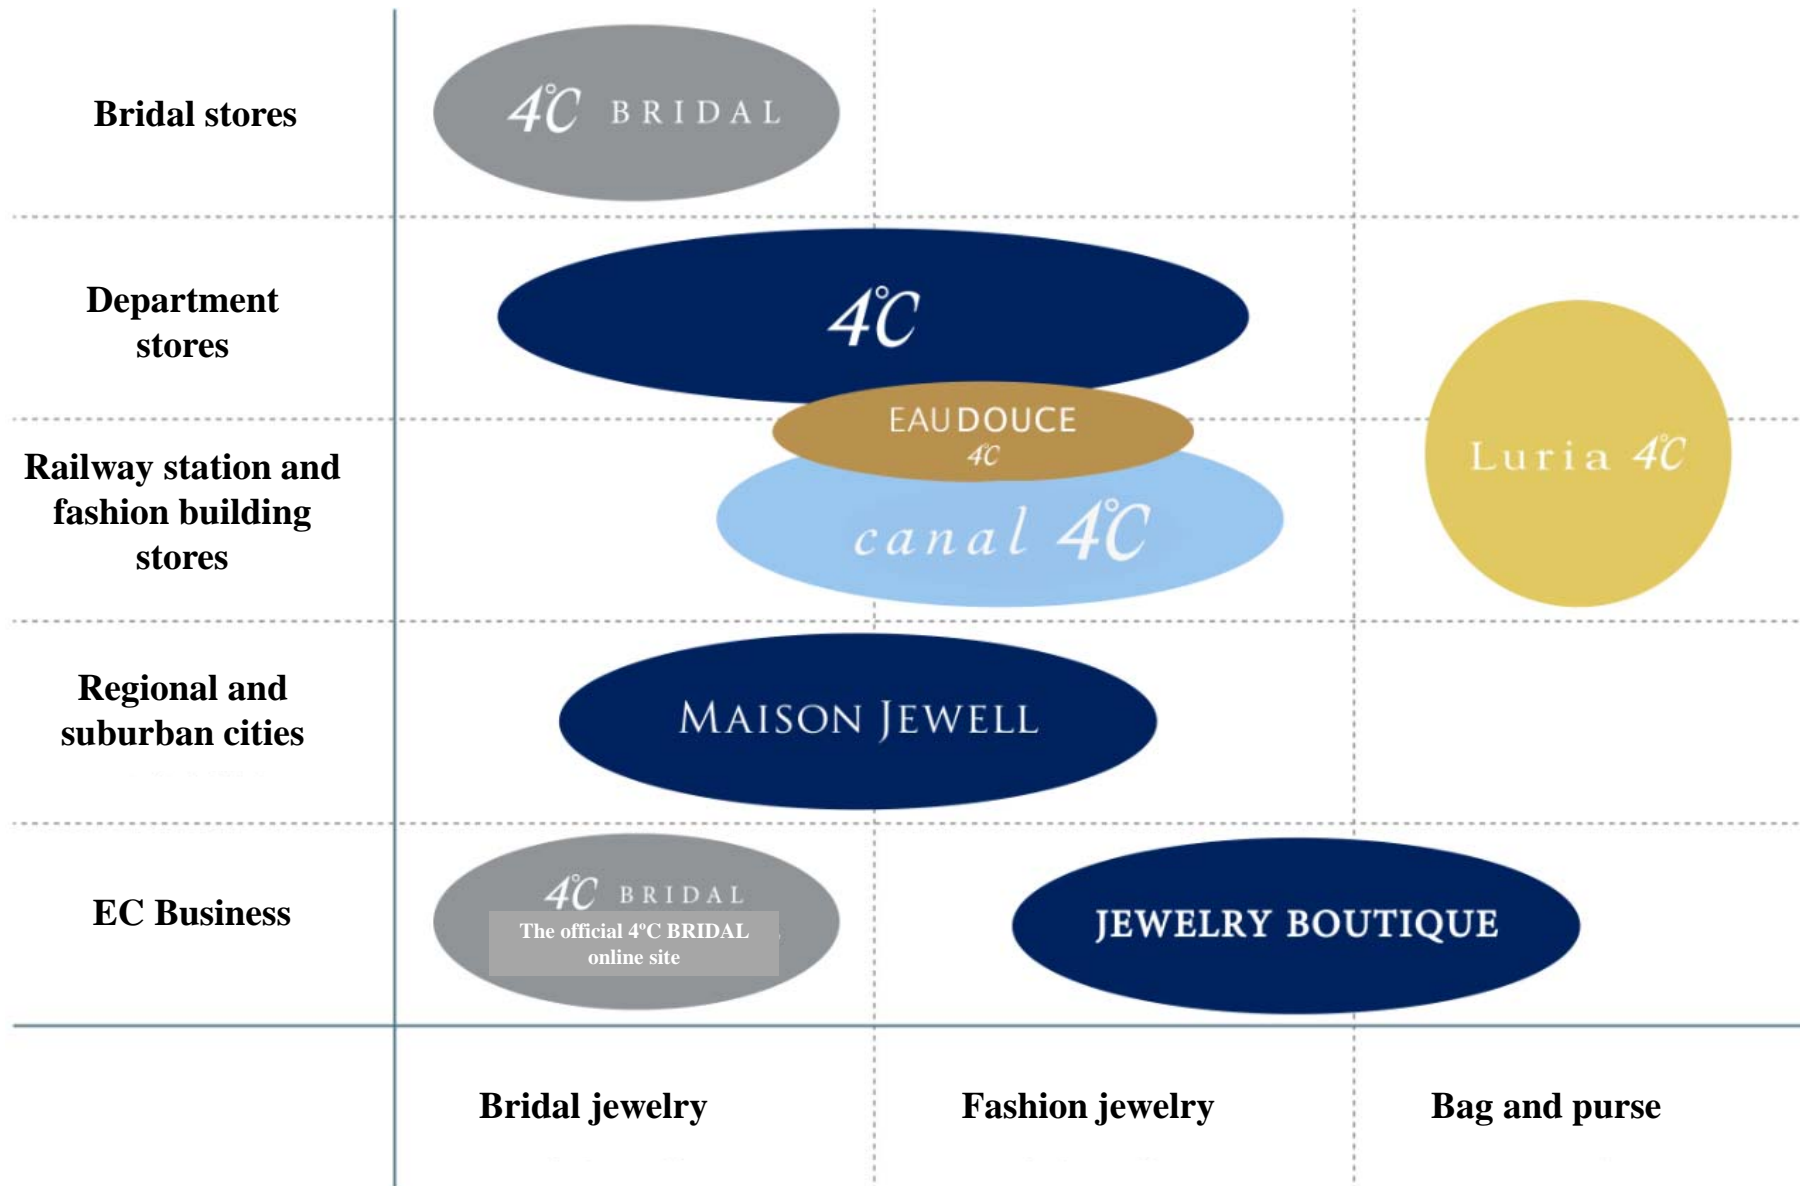 Bridal stores
4℃ BRIDAL
Department
stores
4℃
EAU DOUCE
4℃
Railway station and
fashion building
stores
canal 4℃
Luria 4℃
Regional and
suburban cities
MAISON JEWELL
EC Business
4℃ BRIDAL
The official 4ºC BRIDAL
online site
JEWELRY BOUTIQUE
Bridal jewelry
Fashion jewelry
Bag and purse